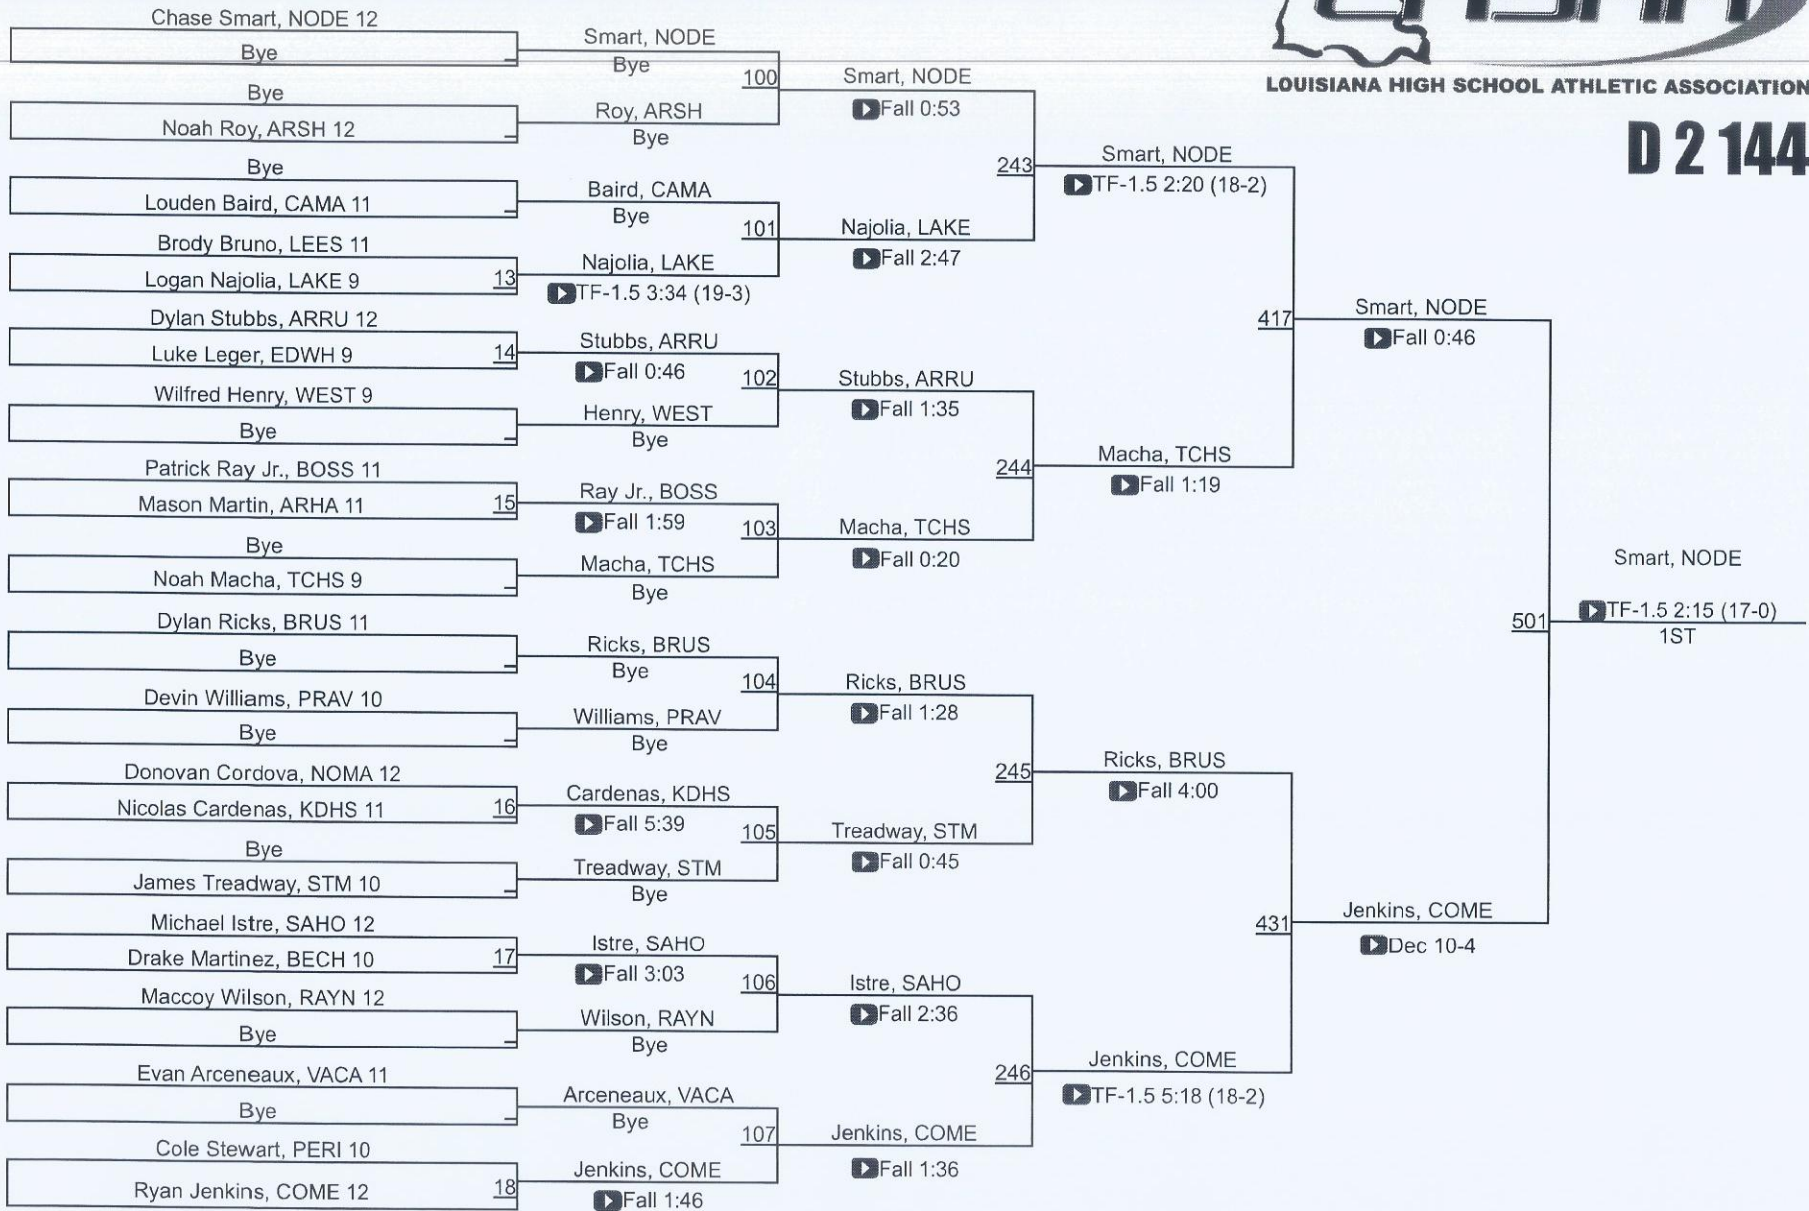 LOUISIANA HIGH SCHOOL ATHLETIC ASSOCIATION
D 2 144
Chase Smart, NODE 12
Bye
Bye
Noah Roy, ARSH 12
Bye
Louden Baird, CAMA 11
Brody Bruno, LEES 11
Logan Najolia, LAKE 9
13
Dylan Stubbs, ARRU 12
Luke Leger, EDWH 9
14
Wilfred Henry, WEST 9
Bye
Patrick Ray Jr., BOSS 11
Mason Martin, ARHA 11
15
Bye
Noah Macha, TCHS 9
Dylan Ricks, BRUS 11
Bye
Devin Williams, PRAV 10
Bye
Donovan Cordova, NOMA 12
Nicolas Cardenas, KDHS 11
16
Bye
James Treadway, STM 10
Michael Istre, SAHO 12
Drake Martinez, BECH 10
17
Maccoy Wilson, RAYN 12
Bye
Evan Arceneaux, VACA 11
Bye
Cole Stewart, PERI 10
Ryan Jenkins, COME 12
18
Smart, NODE
Bye
100
Roy, ARSH
Bye
Baird, CAMA
Bye
101
Najolia, LAKE
TF-1.5 3:34 (19-3)
Stubbs, ARRU
Fall 0:46
102
Henry, WEST
Bye
Ray Jr., BOSS
Fall 1:59
103
Macha, TCHS
Bye
Ricks, BRUS
Bye
104
Williams, PRAV
Bye
Cardenas, KDHS
Fall 5:39
105
Treadway, STM
Bye
Istre, SAHO
Fall 3:03
106
Wilson, RAYN
Bye
Arceneaux, VACA
Bye
107
Jenkins, COME
Fall 1:46
Smart, NODE
Fall 0:53
243
Najolia, LAKE
Fall 2:47
Stubbs, ARRU
Fall 1:35
244
Macha, TCHS
Fall 0:20
Ricks, BRUS
Fall 1:28
245
Treadway, STM
Fall 0:45
Istre, SAHO
Fall 2:36
246
Jenkins, COME
Fall 1:36
Smart, NODE
TF-1.5 2:20 (18-2)
417
Macha, TCHS
Fall 1:19
Ricks, BRUS
Fall 4:00
431
Jenkins, COME
TF-1.5 5:18 (18-2)
Smart, NODE
Fall 0:46
501
Jenkins, COME
Dec 10-4
Smart, NODE
TF-1.5 2:15 (17-0)
1ST